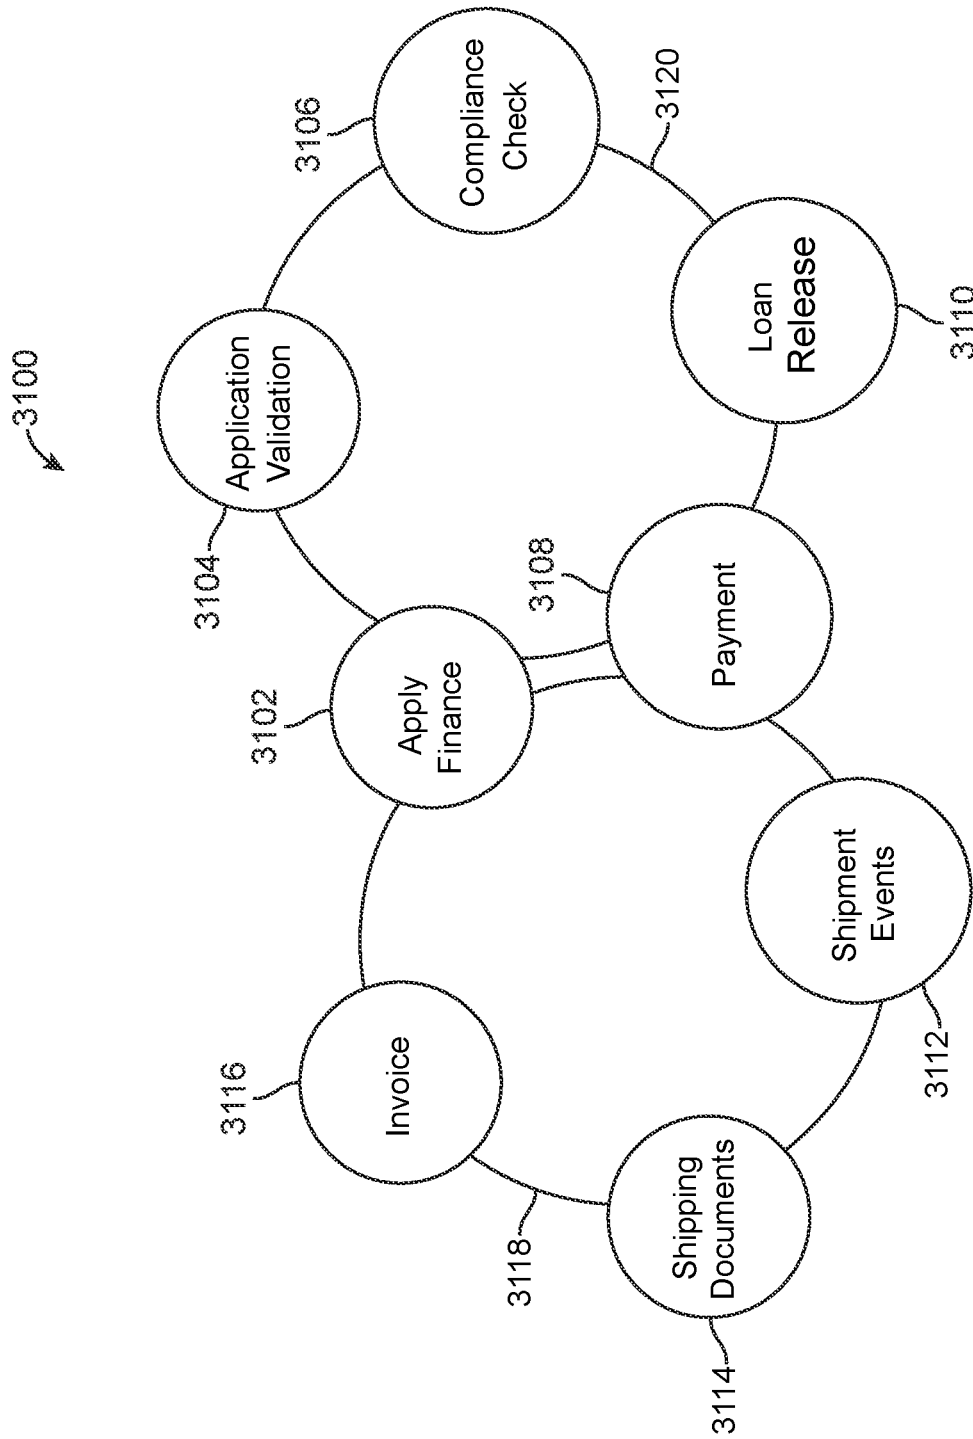 3100
3104
3116
Application
Validation
3102
3106
Invoice
Apply
Finance
Compliance
Check
3118
3108
3120
Shipping
Documents
3114
Payment
Loan
Release
Shipment
Events
3112
3110